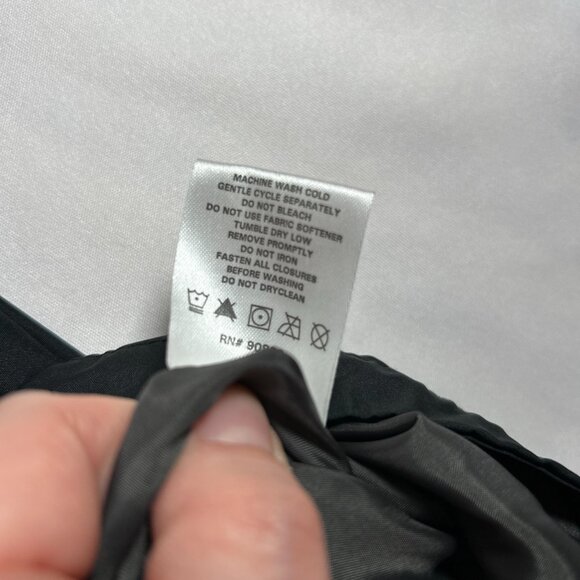 MACHINE WASH COLD
GENTLE CYCLE SEPARATELY
DO NOT BLEACH
DO NOT USE FABRIC SOFTENER
TUMBLE DRY LOW
REMOVE PROMPTLY
DO NOT IRON
FASTEN ALL CLOSURES
BEFORE WASHING
DO NOT DRYCLEAN
RN#